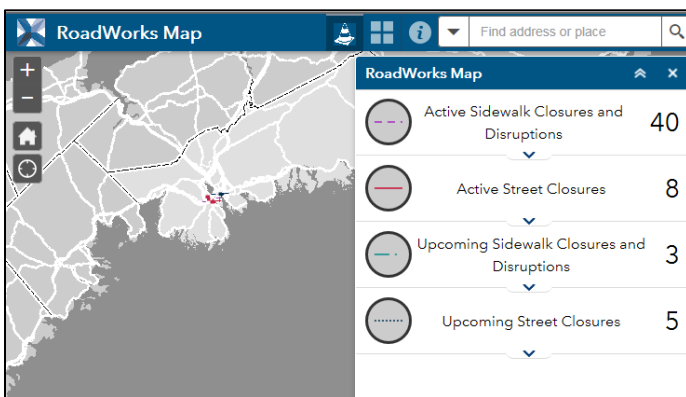 RoadWorks Map
Find address or place
RoadWorks Map
Active Sidewalk Closures and
Disruptions
40
Active Street Closures
8
Upcoming Sidewalk Closures and
Disruptions
3
Upcoming Street Closures
5